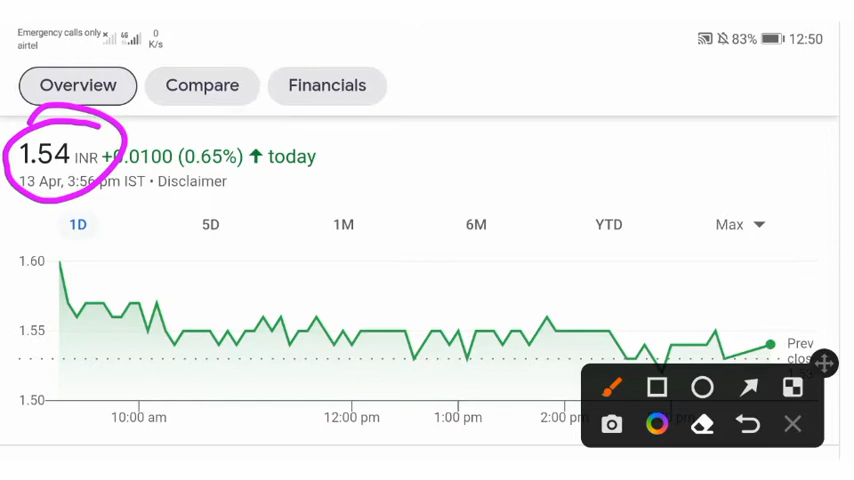 Emergency calls only
airtel
4G
0
K/s
83%
12:50
Overview
Compare
Financials
1.54 INR +0.0100 (0.65%) today
13 Apr, 3:56 pm IST • Disclaimer
1D
5D
1M
6M
YTD
Max
1.60
1.55
1.50
Prev
10:00 am
12:00 pm
1:00 pm
2:00 pm